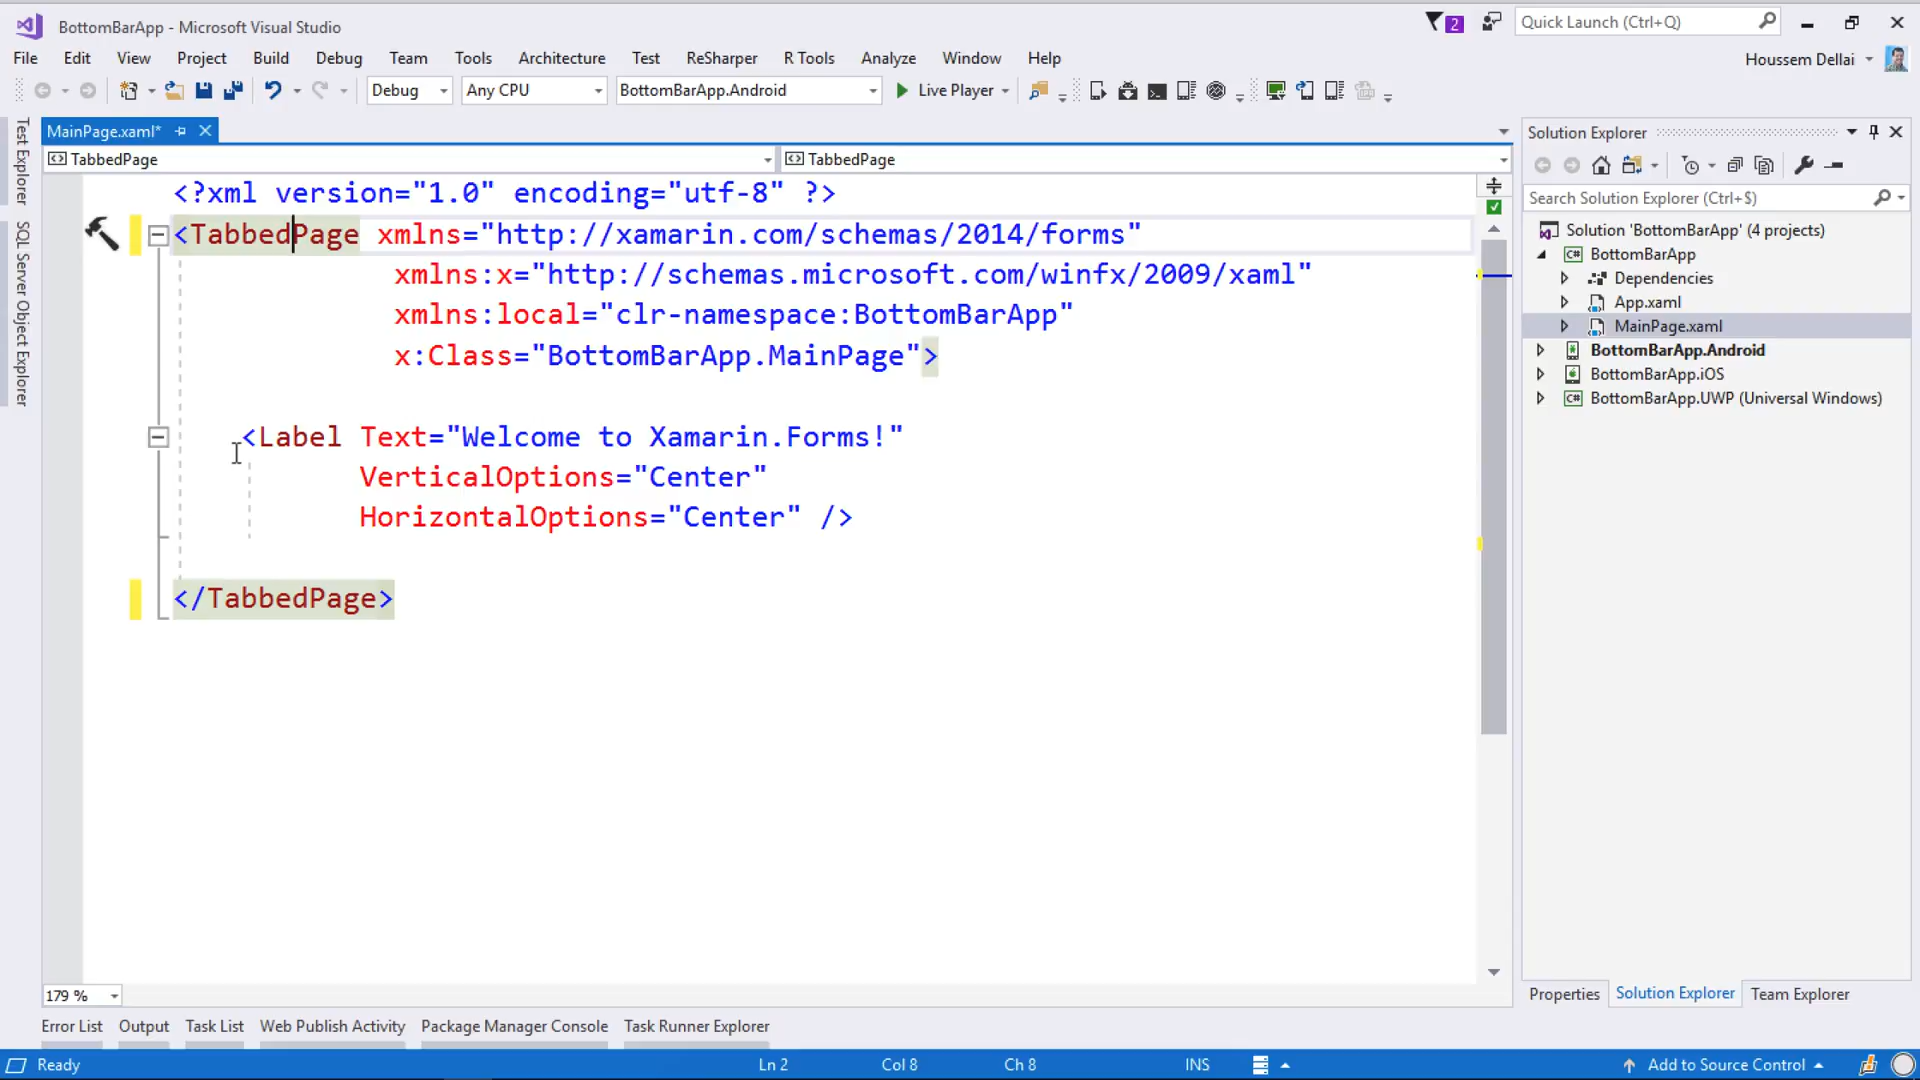 BottomBarApp - Microsoft Visual Studio
2
Quick Launch (Ctrl+Q)
File Edit View Project Build Debug Team Tools Architecture Test ReSharper R Tools Analyze Window Help
Houssem Dellai
Debug Any CPU BottomBarApp.Android Live Player
Test Explorer
SQL Server Object Explorer
MainPage.xaml*
TabbedPage TabbedPage
<?xml version="1.0" encoding="utf-8" ?>
<TabbedPage xmlns="http://xamarin.com/schemas/2014/forms"
xmlns:x="http://schemas.microsoft.com/winfx/2009/xaml"
xmlns:local="clr-namespace:BottomBarApp"
x:Class="BottomBarApp.MainPage">
<Label Text="Welcome to Xamarin.Forms!"
VerticalOptions="Center"
HorizontalOptions="Center" />
</TabbedPage>
179 %
Solution Explorer
Search Solution Explorer (Ctrl+$)
Solution 'BottomBarApp' (4 projects)
BottomBarApp
Dependencies
App.xaml
MainPage.xaml
BottomBarApp.Android
BottomBarApp.iOS
BottomBarApp.UWP (Universal Windows)
Properties Solution Explorer Team Explorer
Error List Output Task List Web Publish Activity Package Manager Console Task Runner Explorer
Ready Ln 2 Col 8 Ch 8 INS Add to Source Control